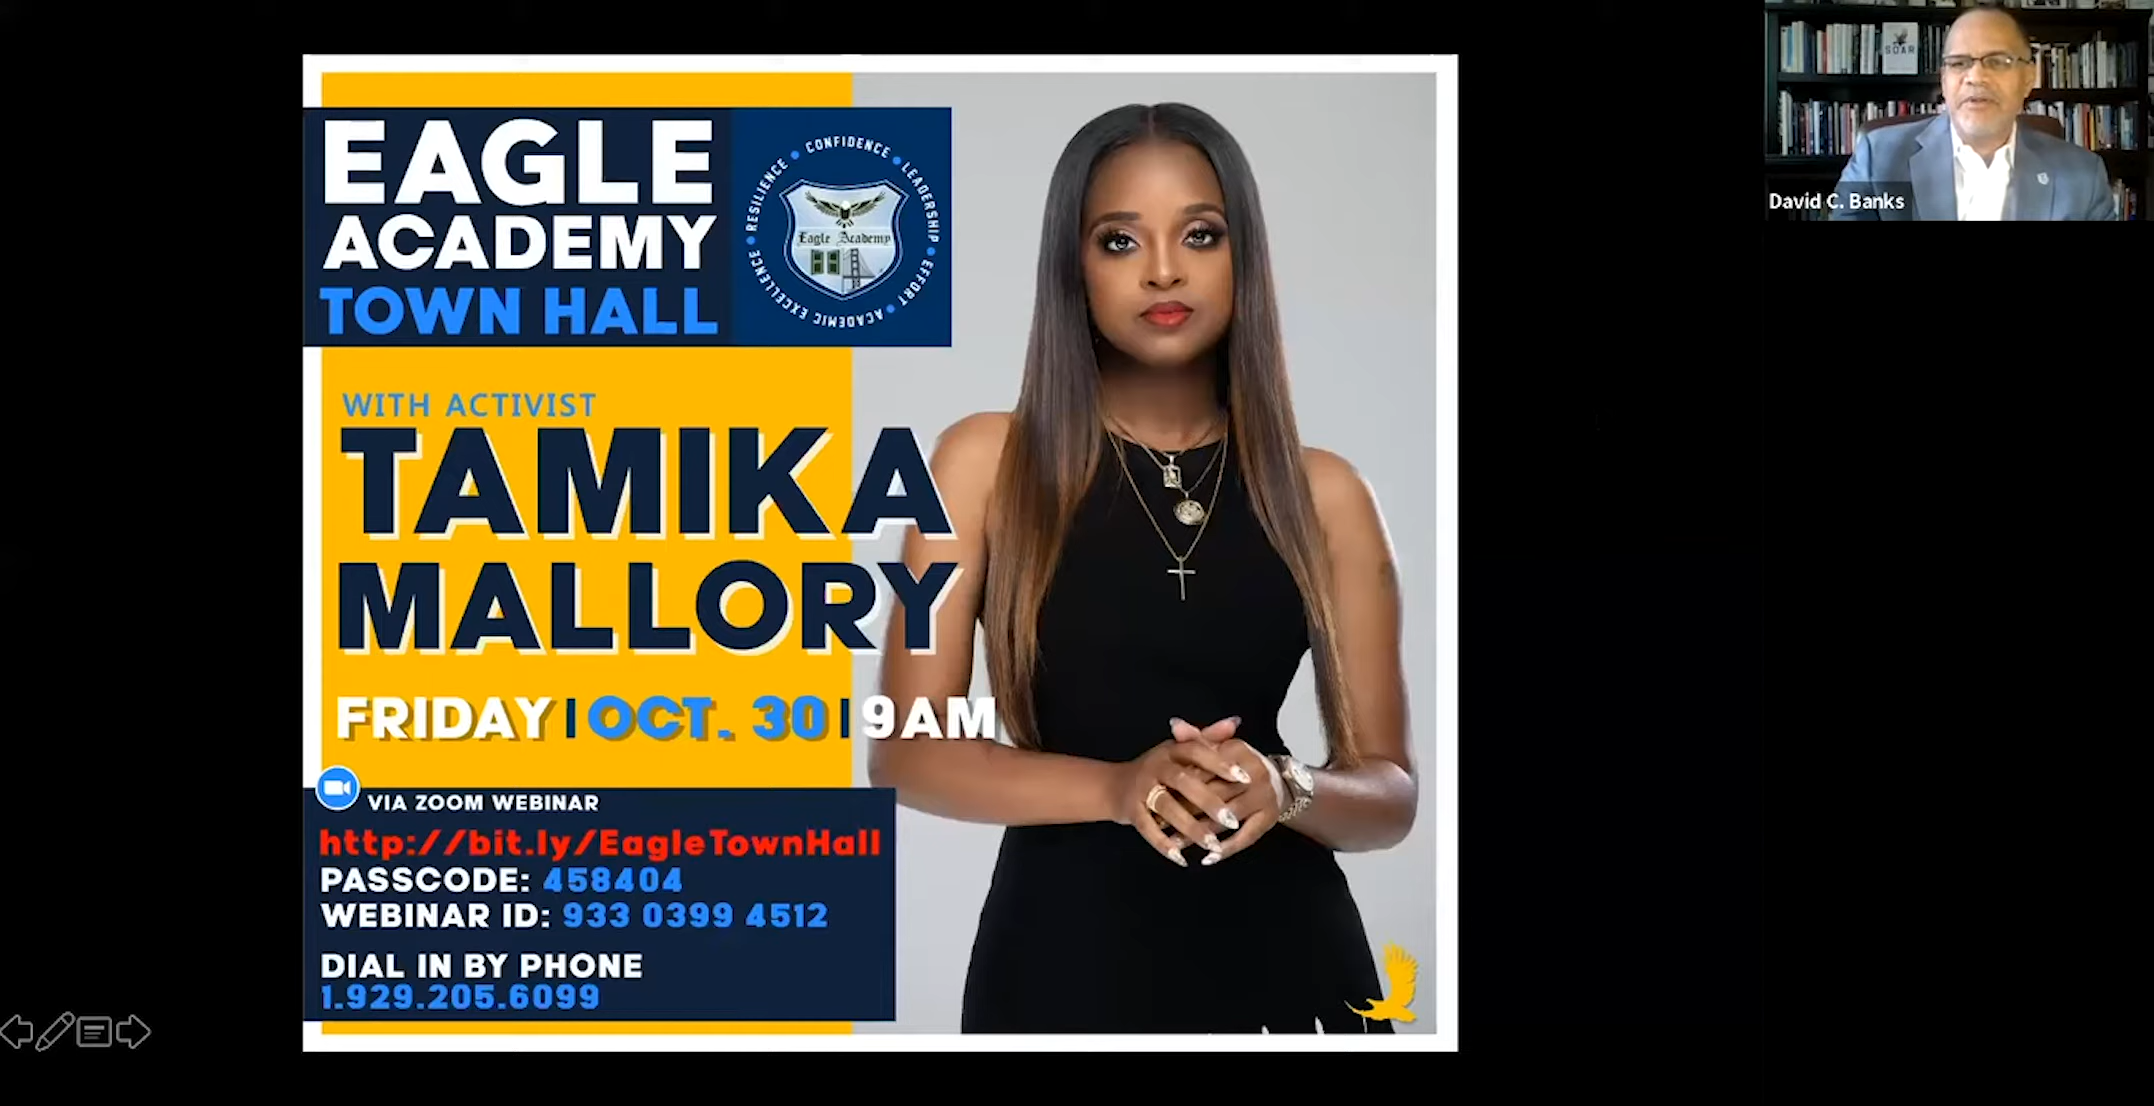 EAGLE
ACADEMY
TOWN HALL
RESILIENCE • CONFIDENCE • LEADERSHIP • EFFORT • ACADEMIC EXCELLENCE •
Eagle Academy
WITH ACTIVIST
TAMIKA
MALLORY
FRIDAY | OCT. 30 | 9AM
VIA ZOOM WEBINAR
http://bit.ly/EagleTownHall
PASSCODE: 458404
WEBINAR ID: 933 0399 4512
DIAL IN BY PHONE
1.929.205.6099
SOAR
David C. Banks